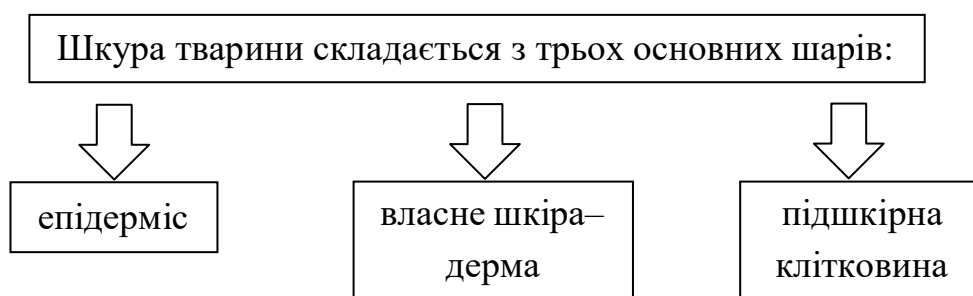 Шкура тварини складається з трьох основних шарів:
епідерміс
власне шкіра–
дерма
підшкірна
клітковина